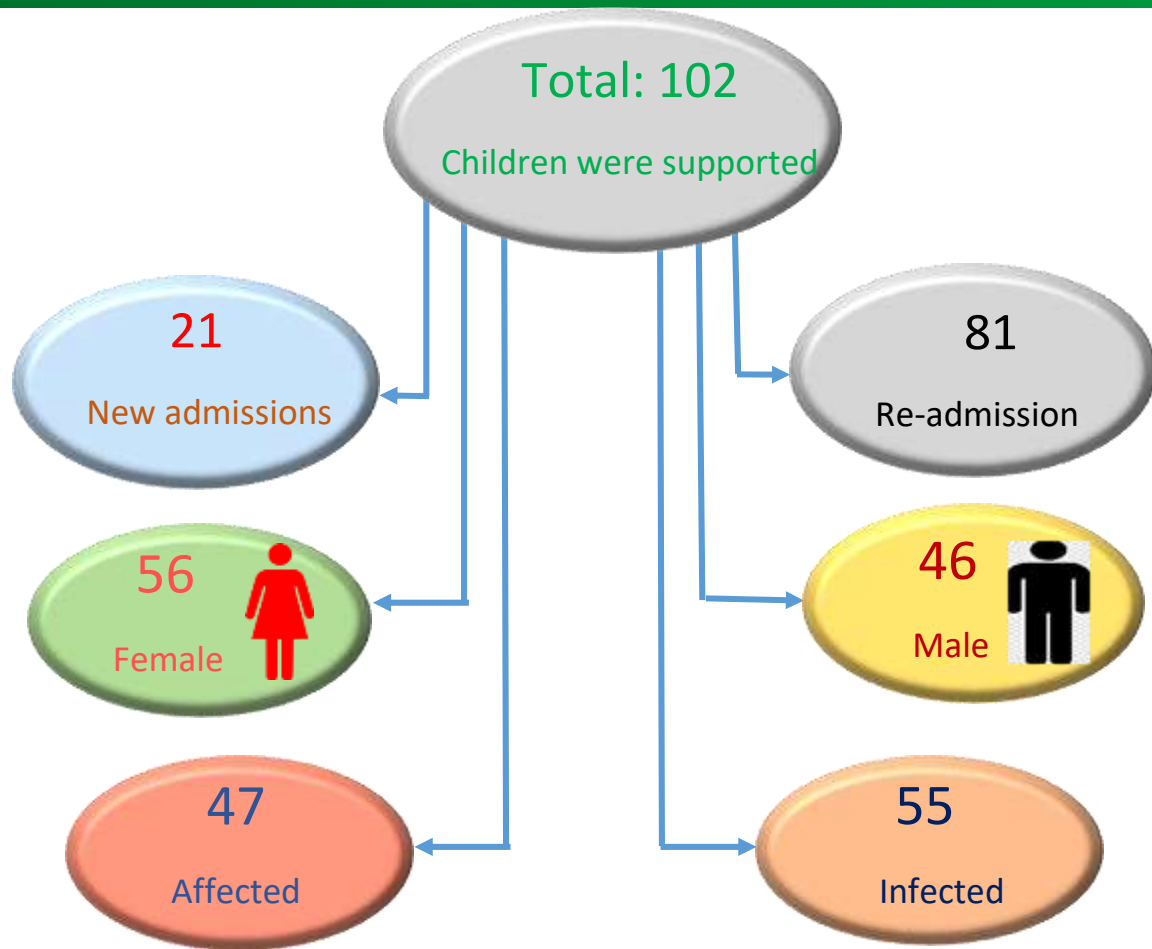 Total: 102
Children were supported
21
New admissions
81
Re-admission
56
Female
46
Male
47
Affected
55
Infected